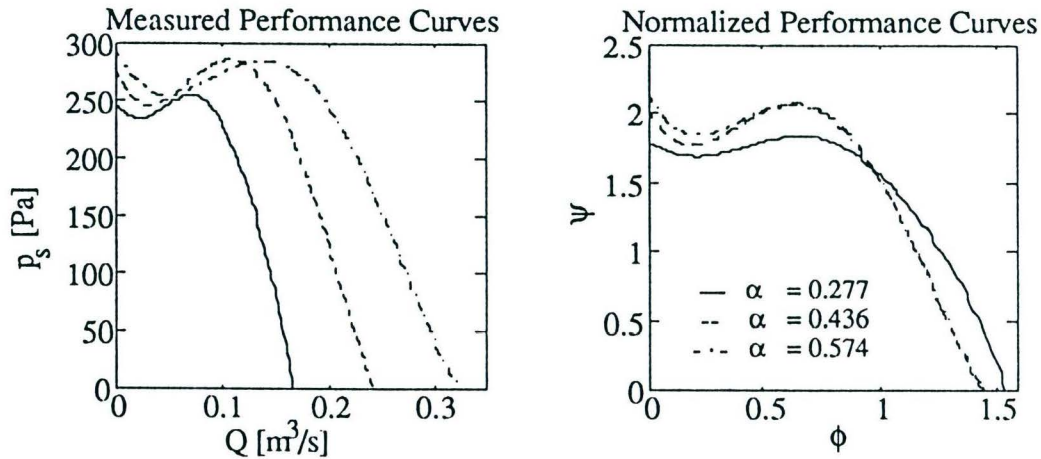 Measured Performance Curves
300
250
200
150
100
50
0
p_s [Pa]
0
0.1
0.2
0.3
Q [m³/s]
Normalized Performance Curves
2.5
2
1.5
1
0.5
0
ψ
0
0.5
1
1.5
ϕ
α = 0.277
α = 0.436
α = 0.574